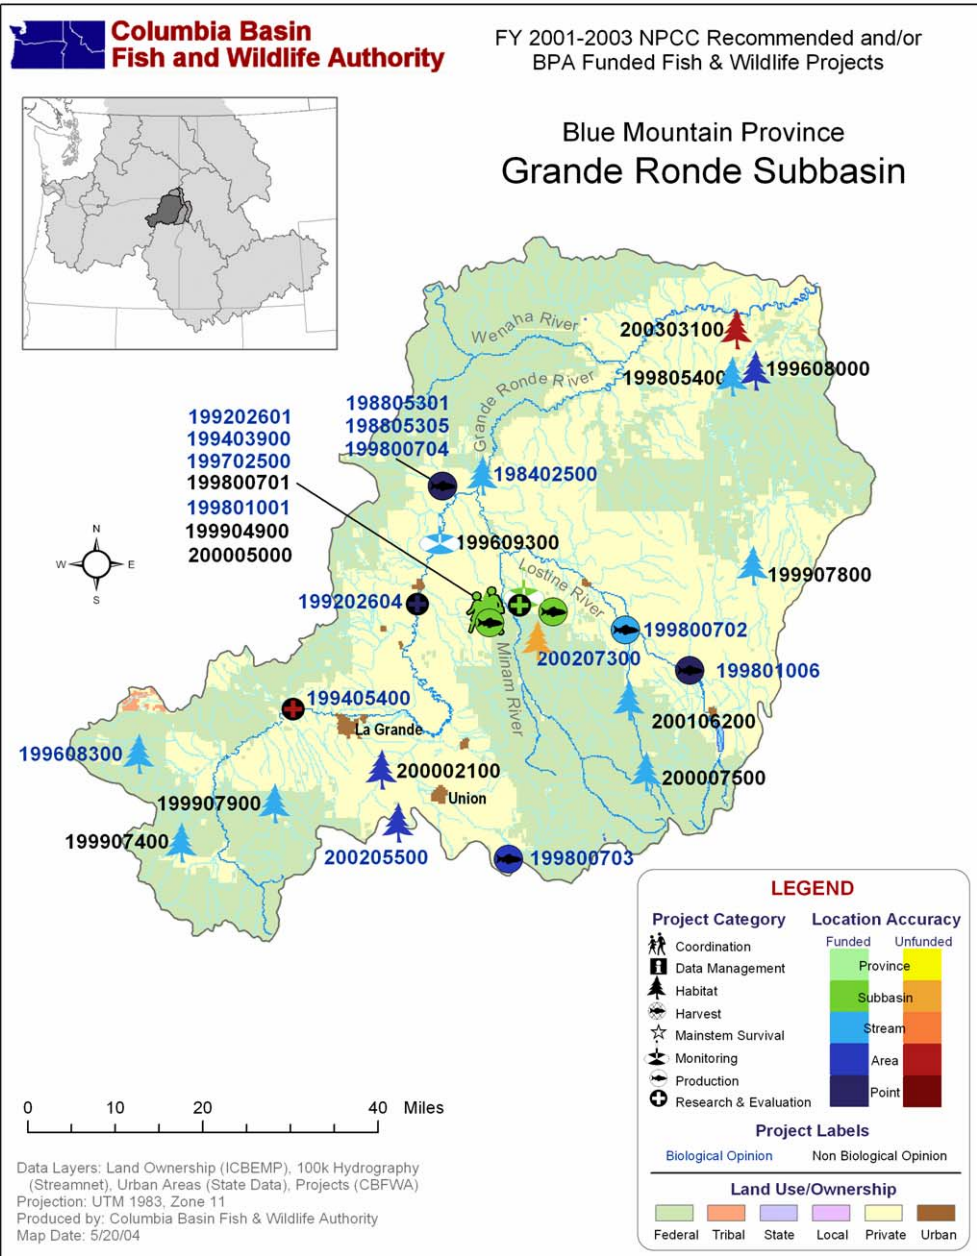 Columbia Basin
Fish and Wildlife Authority
FY 2001-2003 NPCC Recommended and/or
BPA Funded Fish & Wildlife Projects
Blue Mountain Province
Grande Ronde Subbasin
Wenaha River
Grande Ronde River
200303100
199805400
199608000
199202601
199403900
199702500
199800701
199801001
199904900
200005000
198805301
198805305
199800704
198402500
N
W
E
S
199609300
Lostine River
199907800
199202604
199800702
200207300
Minam River
199801006
199405400
La Grande
200106200
199608300
200002100
200007500
199907900
Union
199907400
200205500
199800703
LEGEND
Project Category
Location Accuracy
Funded
Unfunded
Coordination
Data Management
Habitat
Harvest
Mainstem Survival
Monitoring
Production
Research & Evaluation
Province
Subbasin
Stream
Area
Point
Project Labels
Biological Opinion
Non Biological Opinion
Land Use/Ownership
Federal
Tribal
State
Local
Private
Urban
0 10 20 40 Miles
Data Layers: Land Ownership (ICBEMP), 100k Hydrography
(Streamnet), Urban Areas (State Data), Projects (CBFWA)
Projection: UTM 1983, Zone 11
Produced by: Columbia Basin Fish & Wildlife Authority
Map Date: 5/20/04